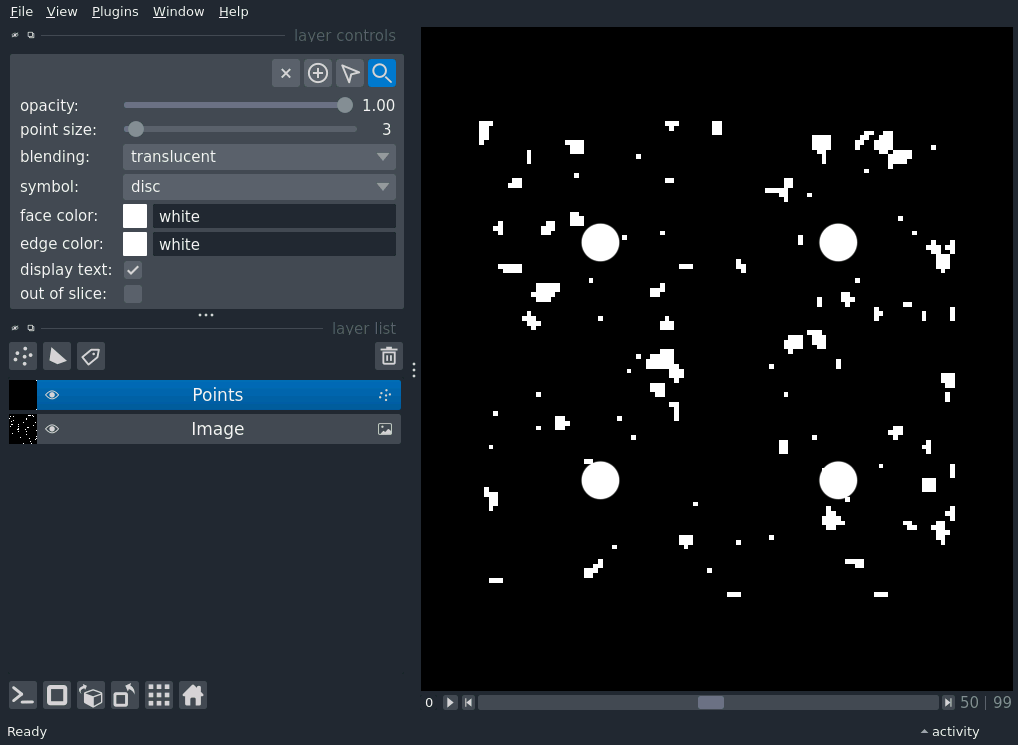 File View Plugins Window Help
layer controls
opacity: 1.00
point size: 3
blending: translucent
symbol: disc
face color: white
edge color: white
display text:
out of slice:
layer list
Points
Image
0 50 | 99
Ready activity